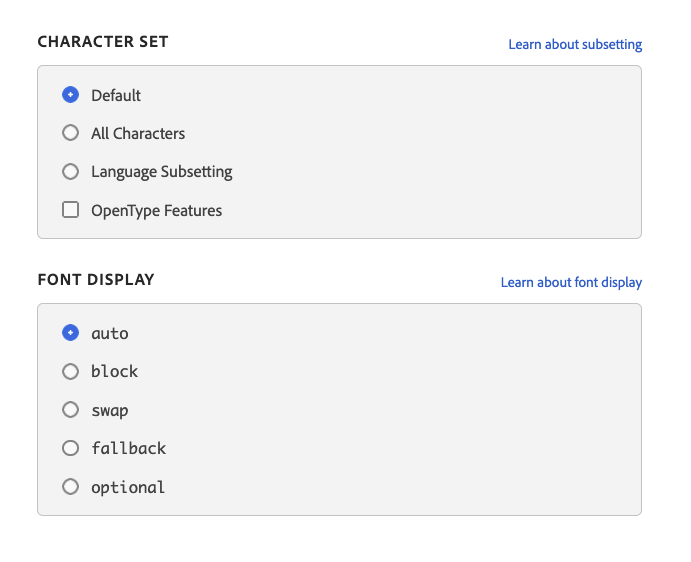 CHARACTER SET
Learn about subsetting
Default
All Characters
Language Subsetting
OpenType Features
FONT DISPLAY
Learn about font display
auto
block
swap
fallback
optional